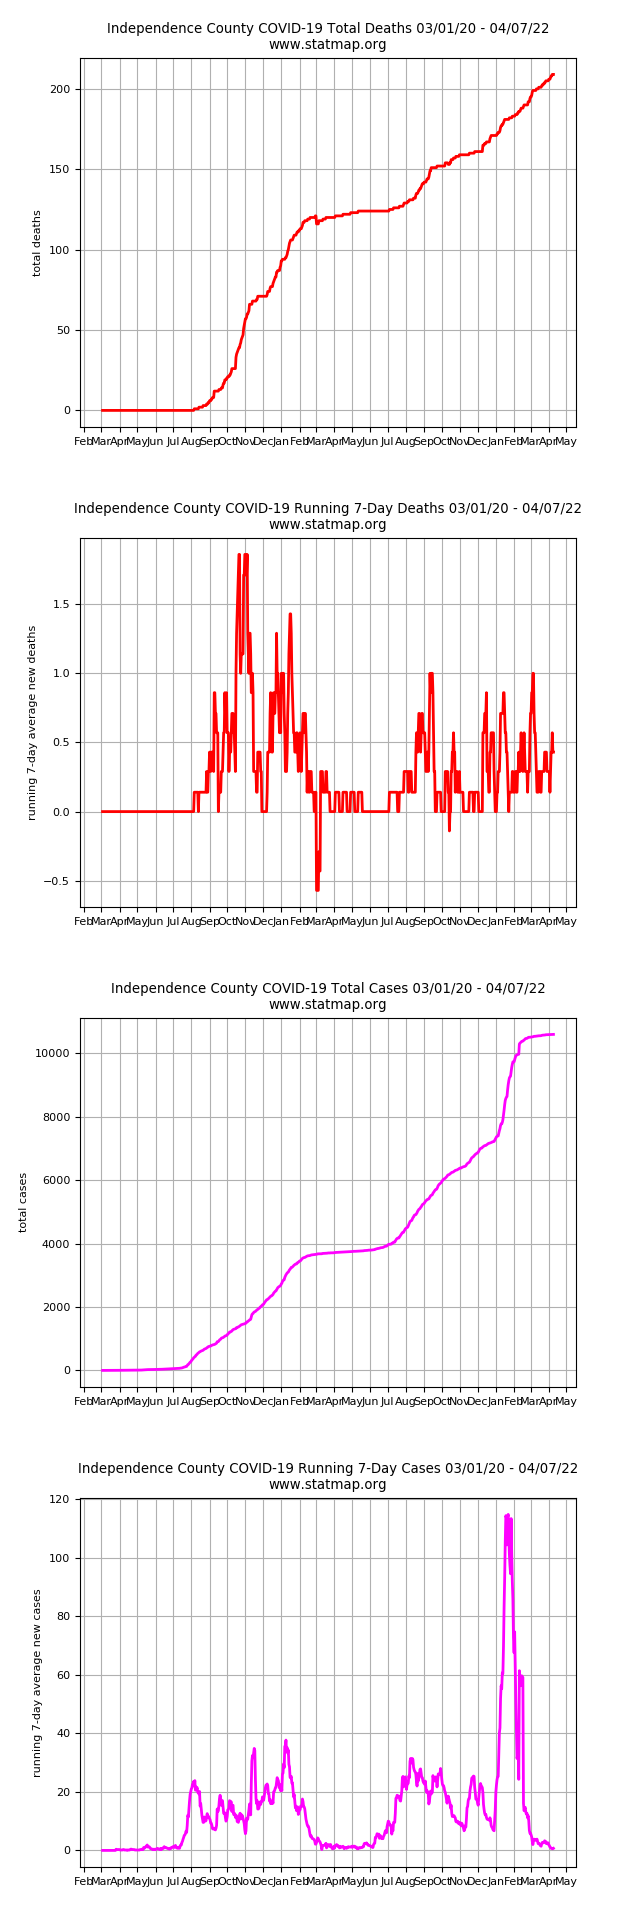 Independence County COVID-19 Total Deaths 03/01/20 - 04/07/22
www.statmap.org
200
150
100
50
0
total deaths
Feb Mar Apr May Jun Jul Aug Sep Oct Nov Dec Jan Feb Mar Apr May Jun Jul Aug Sep Oct Nov Dec Jan Feb Mar Apr May
Independence County COVID-19 Running 7-Day Deaths 03/01/20 - 04/07/22
www.statmap.org
1.5
1.0
0.5
0.0
−0.5
running 7-day average new deaths
Feb Mar Apr May Jun Jul Aug Sep Oct Nov Dec Jan Feb Mar Apr May Jun Jul Aug Sep Oct Nov Dec Jan Feb Mar Apr May
Independence County COVID-19 Total Cases 03/01/20 - 04/07/22
www.statmap.org
10000
8000
6000
4000
2000
0
total cases
Feb Mar Apr May Jun Jul Aug Sep Oct Nov Dec Jan Feb Mar Apr May Jun Jul Aug Sep Oct Nov Dec Jan Feb Mar Apr May
Independence County COVID-19 Running 7-Day Cases 03/01/20 - 04/07/22
www.statmap.org
120
100
80
60
40
20
0
running 7-day average new cases
Feb Mar Apr May Jun Jul Aug Sep Oct Nov Dec Jan Feb Mar Apr May Jun Jul Aug Sep Oct Nov Dec Jan Feb Mar Apr May